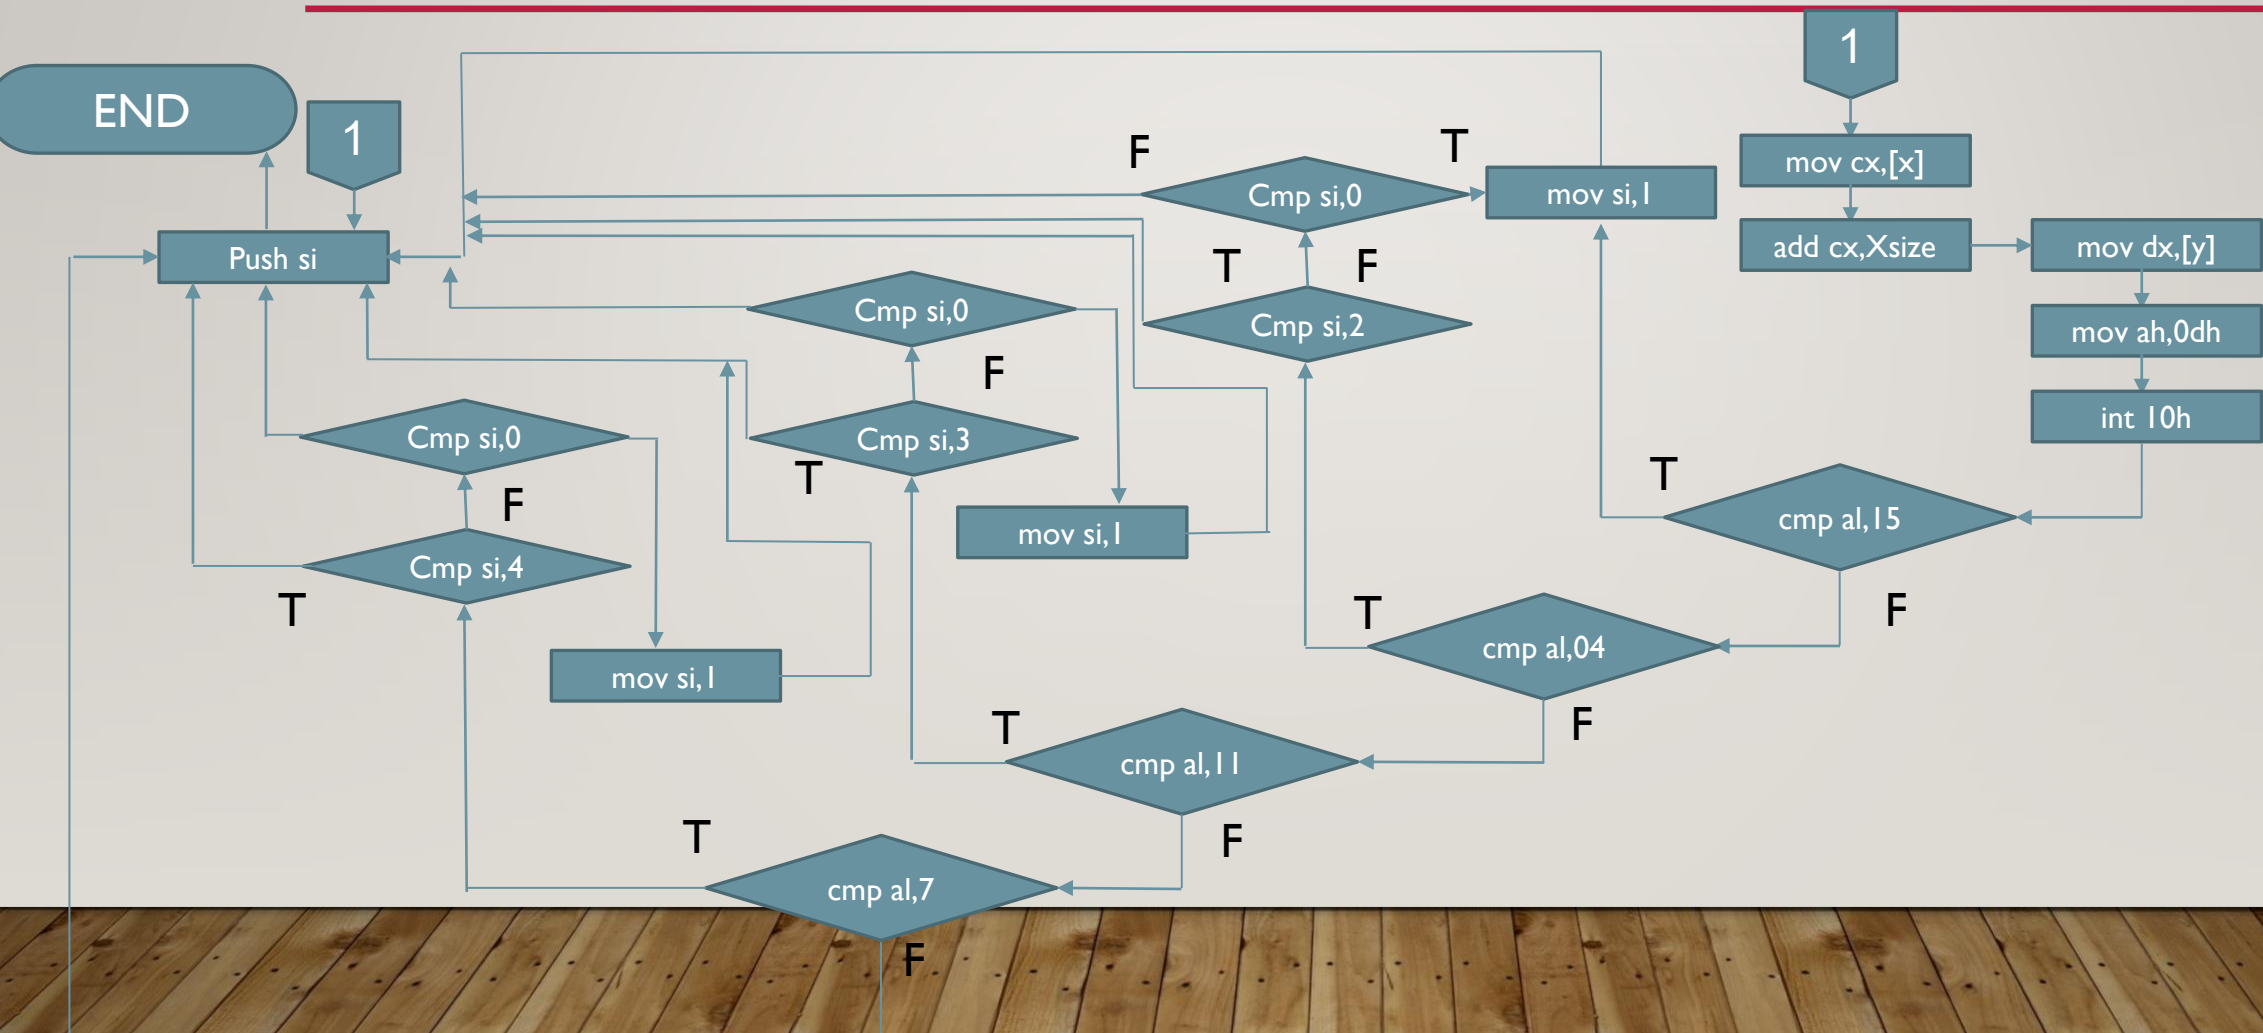 1
END
1
F
T
mov cx,[x]
Cmp si,0
mov si,1
Push si
T
F
add cx,Xsize
mov dx,[y]
Cmp si,0
Cmp si,2
mov ah,0dh
F
Cmp si,0
Cmp si,3
int 10h
T
T
F
mov si,1
cmp al,15
Cmp si,4
T
T
F
mov si,1
cmp al,04
T
F
cmp al,11
T
F
cmp al,7
F